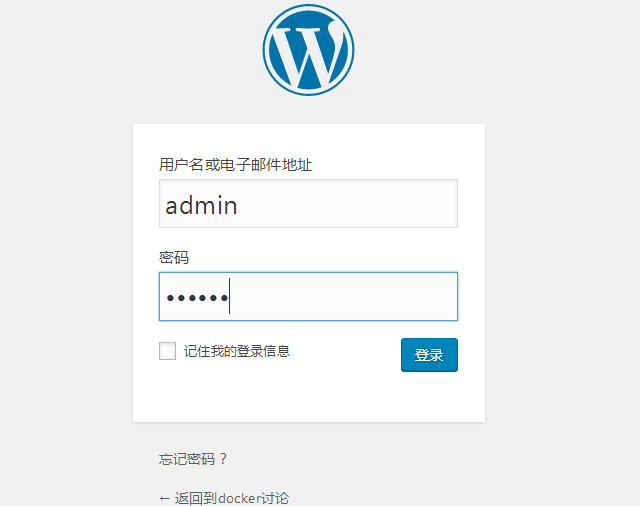 用户名或电子邮件地址
admin
密码
••••••
记住我的登录信息
登录
忘记密码？
← 返回到docker讨论